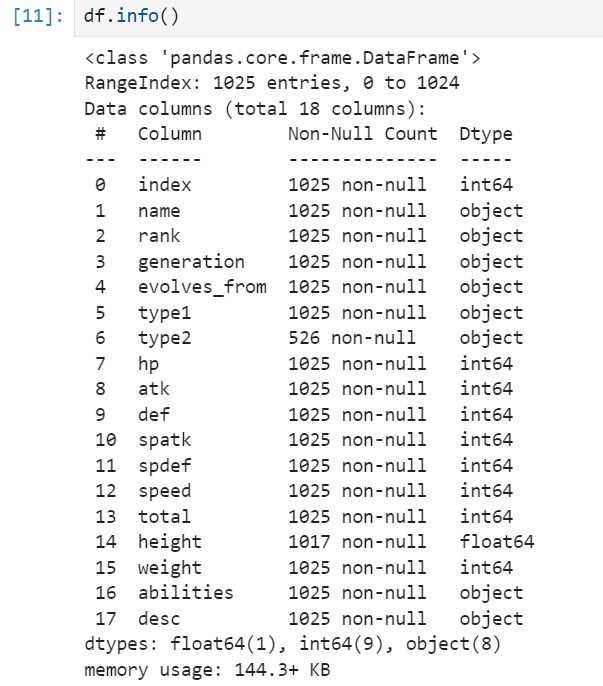 [11]: df.info()
<class 'pandas.core.frame.DataFrame'>
RangeIndex: 1025 entries, 0 to 1024
Data columns (total 18 columns):
 #   Column        Non-Null Count  Dtype
---  ------        --------------  -----
 0   index         1025 non-null   int64
 1   name          1025 non-null   object
 2   rank          1025 non-null   object
 3   generation    1025 non-null   object
 4   evolves_from  1025 non-null   object
 5   type1         1025 non-null   object
 6   type2         526 non-null    object
 7   hp            1025 non-null   int64
 8   atk           1025 non-null   int64
 9   def           1025 non-null   int64
 10  spatk         1025 non-null   int64
 11  spdef         1025 non-null   int64
 12  speed         1025 non-null   int64
 13  total         1025 non-null   int64
 14  height        1017 non-null   float64
 15  weight        1025 non-null   int64
 16  abilities     1025 non-null   object
 17  desc          1025 non-null   object
dtypes: float64(1), int64(9), object(8)
memory usage: 144.3+ KB